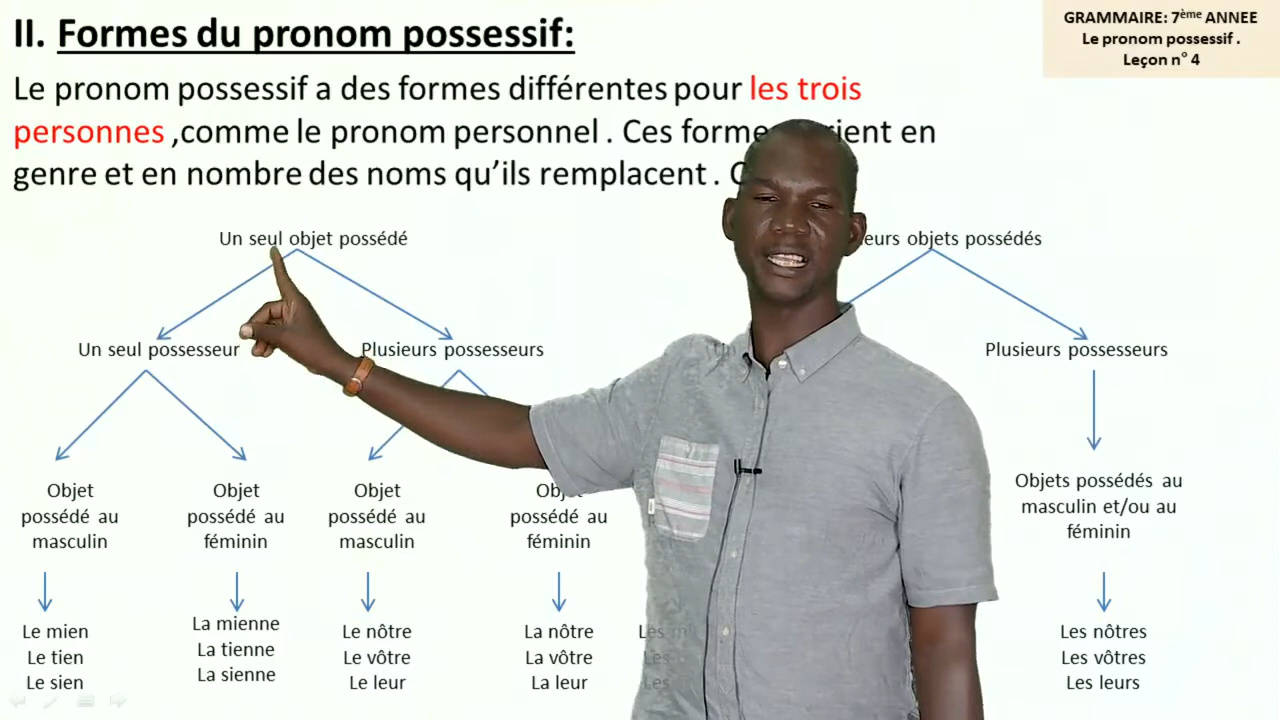 II. Formes du pronom possessif:
GRAMMAIRE: 7ème ANNEE
Le pronom possessif .
Leçon n° 4
Le pronom possessif a des formes différentes pour les trois
personnes ,comme le pronom personnel . Ces en
genre et en nombre des noms qu'ils remplacent .
Un seul objet possédé
objets possédés
Un seul possesseur
Plusieurs possesseurs
Plusieurs possesseurs
Objet
possédé au
masculin
Objet
possédé au
féminin
Objet
possédé au
masculin
Objet
possédé au
féminin
Objets possédés au
masculin et/ou au
féminin
Le mien
Le tien
Le sien
La mienne
La tienne
La sienne
Le nôtre
Le vôtre
Le leur
La nôtre
La vôtre
La leur
Les
Les
Les
Les nôtres
Les vôtres
Les leurs